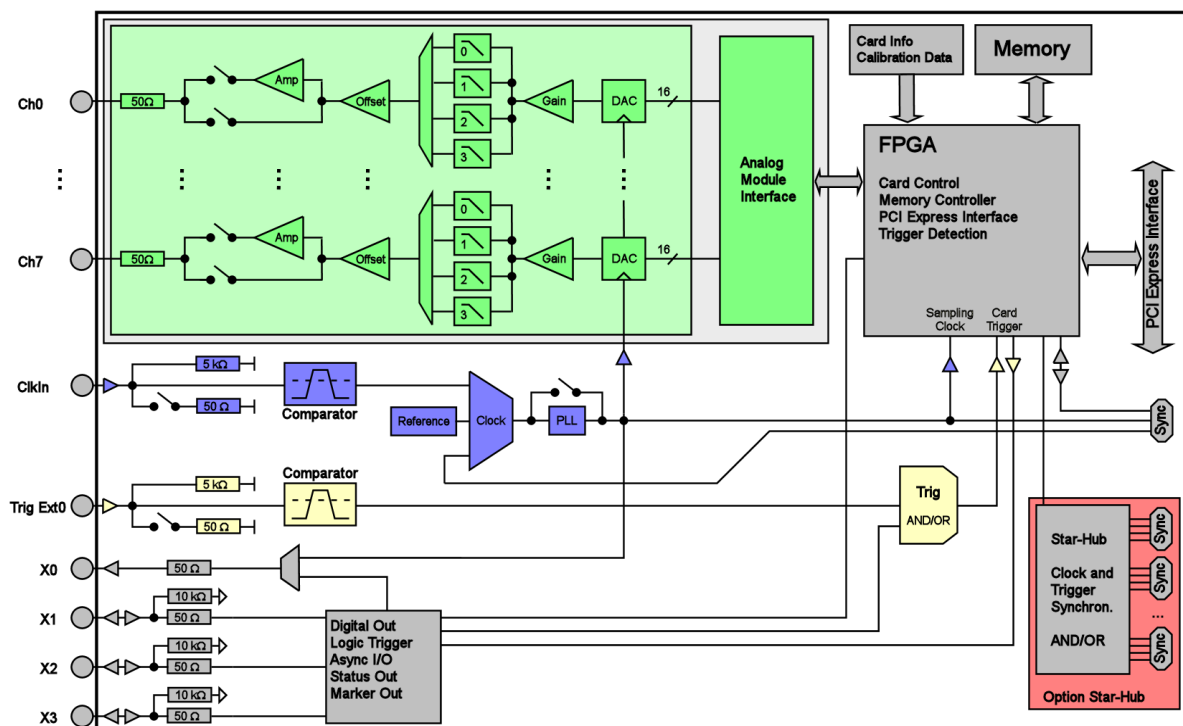 Card Info
Calibration Data
Memory
Ch0
50Ω
Amp
Offset
0
1
2
3
Gain
DAC
16
Analog
Module
Interface
FPGA
Card Control
Memory Controller
PCI Express Interface
Trigger Detection
Sampling
Clock
Card
Trigger
PCI Express Interface
Ch7
50Ω
Amp
Offset
0
1
2
3
Gain
DAC
16
ClkIn
5 kΩ
50 Ω
Comparator
Reference
Clock
PLL
Sync
Trig Ext0
5 kΩ
50 Ω
Comparator
Trig
AND/OR
X0
50 Ω
X1
10 kΩ
50 Ω
X2
10 kΩ
50 Ω
X3
10 kΩ
50 Ω
Digital Out
Logic Trigger
Async I/O
Status Out
Marker Out
Star-Hub
Clock and
Trigger
Synchron.
AND/OR
Sync
Sync
...
Sync
Option Star-Hub